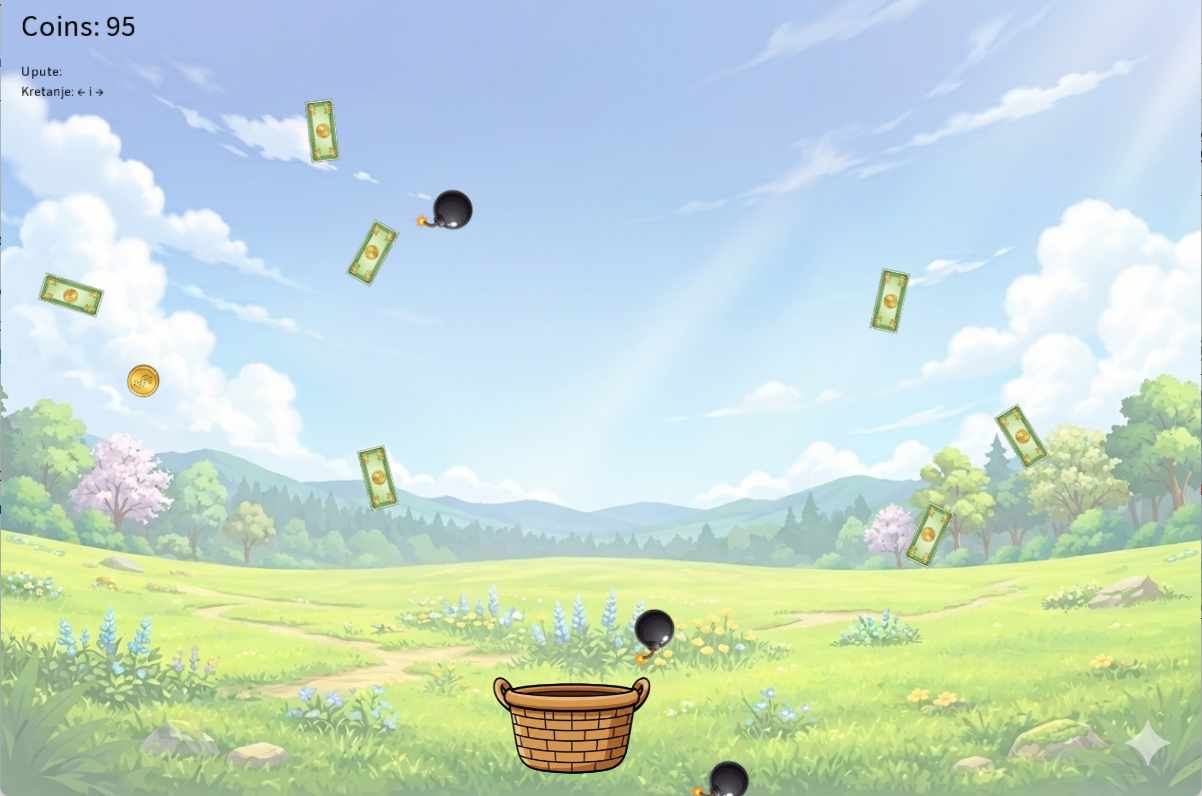 Coins: 95
Upute:
Kretanje: ← i →